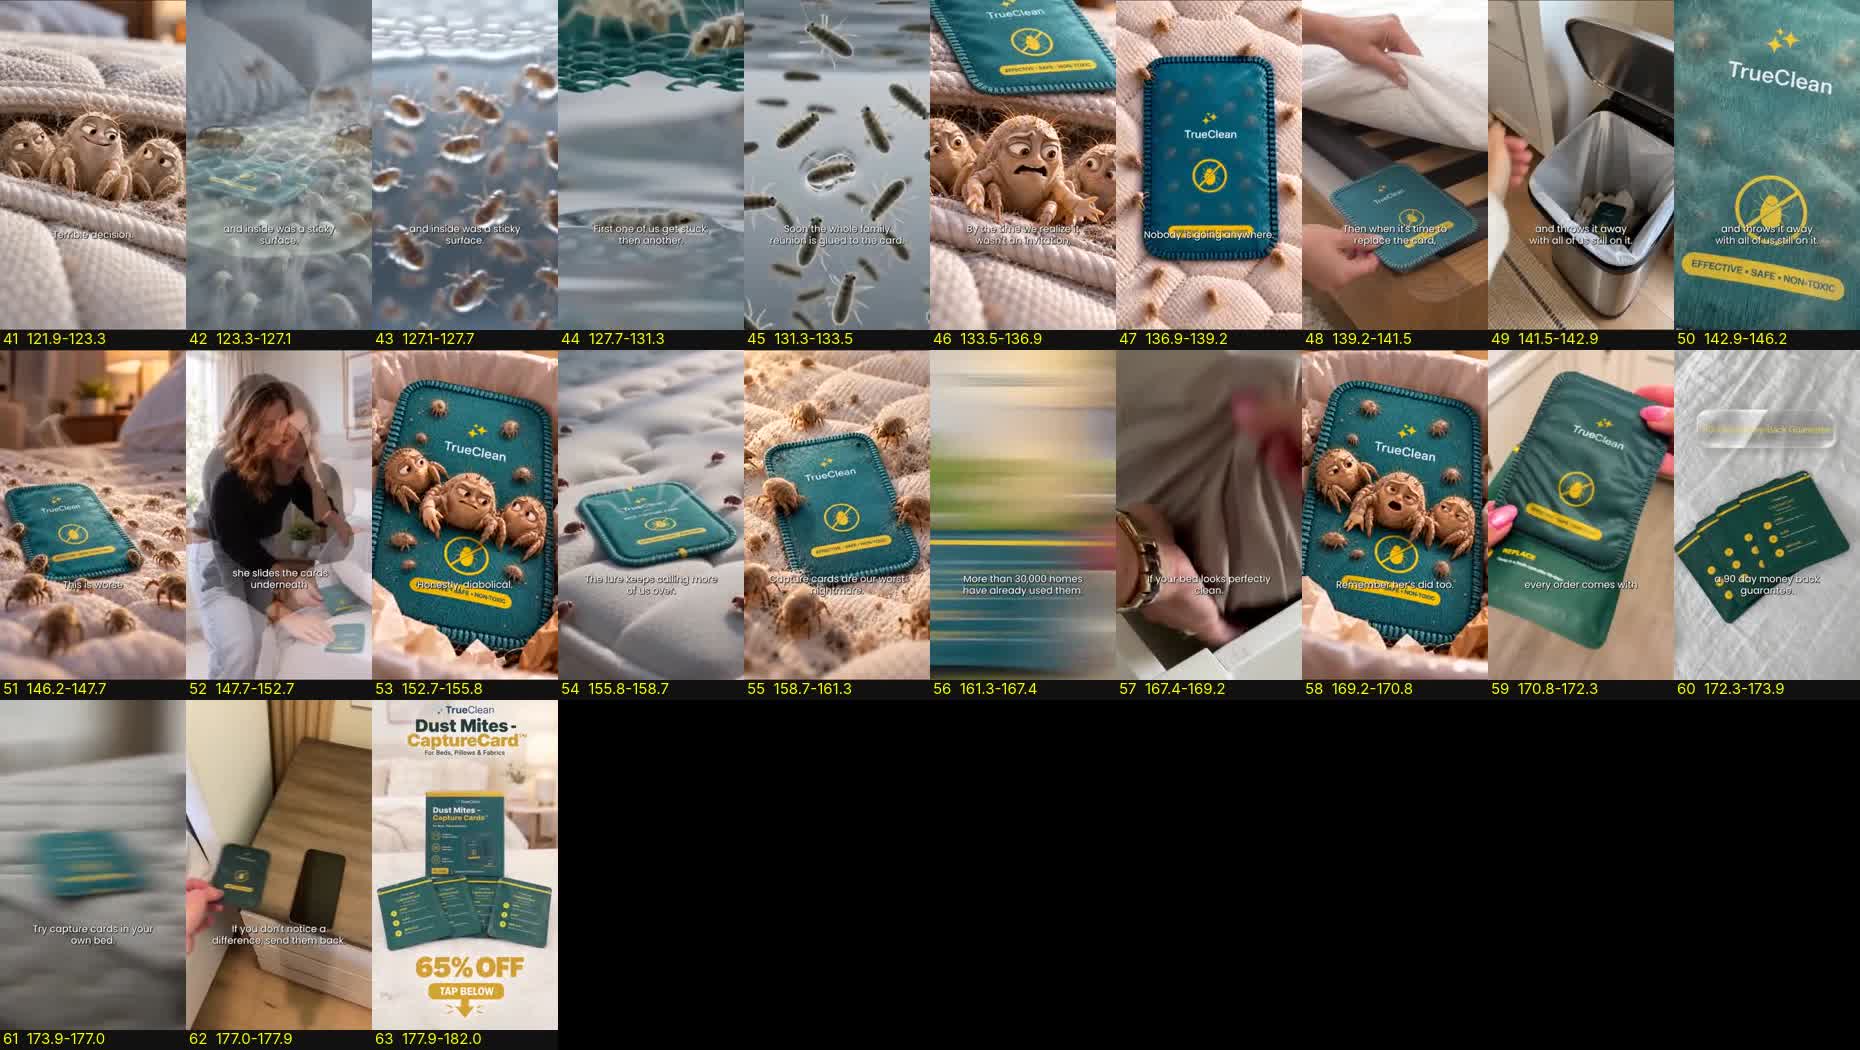 TrueClean
EFFECTIVE • SAFE • NON-TOXIC
TrueClean
TrueClean
TrueClean
EFFECTIVE • SAFE • NON-TOXIC
Terrible decision.
and inside was a sticky
surface.
and inside was a sticky
surface.
First one of us get stuck,
then another.
Soon the whole family
reunion is glued to the card.
By the time we realize it
wasn't an invitation,
Nobody is going anywhere.
Then when it's time to
replace the card,
and throws it away
with all of us still on it.
and throws it away
with all of us still on it.
41 121.9-123.3
42 123.3-127.1
43 127.1-127.7
44 127.7-131.3
45 131.3-133.5
46 133.5-136.9
47 136.9-139.2
48 139.2-141.5
49 141.5-142.9
50 142.9-146.2
TrueClean
TrueClean
TrueClean
EFFECTIVE • SAFE • NON-TOXIC
TrueClean
TrueClean
REPLACE
This is worse.
she slides the cards
underneath
Honestly, diabolical.
The lure keeps calling more
of us over.
Capture cards are our worst
nightmare.
More than 30,000 homes
have already used them.
If your bed looks perfectly
clean.
Remember her's did too.
every order comes with
a 90 day money back
guarantee.
51 146.2-147.7
52 147.7-152.7
53 152.7-155.8
54 155.8-158.7
55 158.7-161.3
56 161.3-167.4
57 167.4-169.2
58 169.2-170.8
59 170.8-172.3
60 172.3-173.9
Try capture cards in your
own bed.
If you don't notice a
difference, send them back.
TrueClean
Dust Mites -
CaptureCard™
For Beds, Pillows & Fabrics
Dust Mites -
Capture Cards™
65% OFF
TAP BELOW
61 173.9-177.0
62 177.0-177.9
63 177.9-182.0